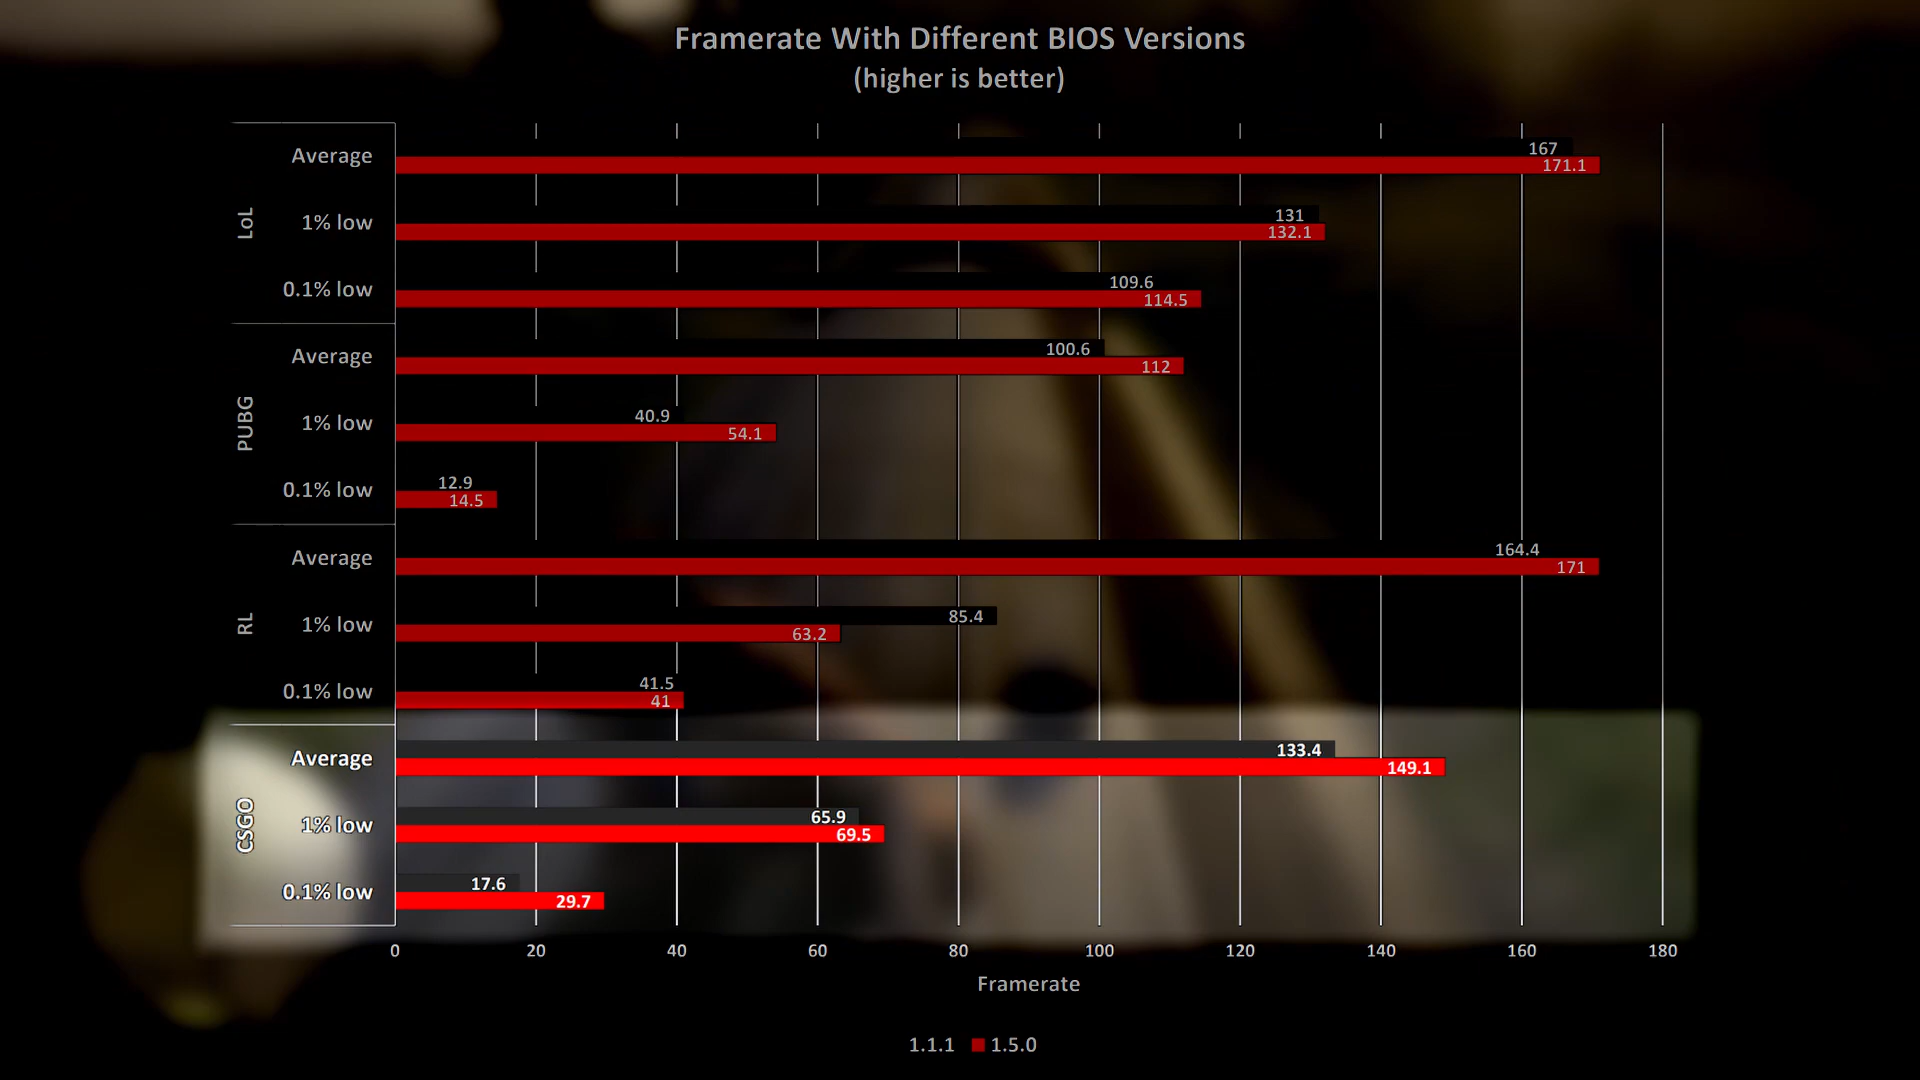 Framerate With Different BIOS Versions
(higher is better)
LoL
Average
167
171.1
1% low
131
132.1
0.1% low
109.6
114.5
PUBG
Average
100.6
112
1% low
40.9
54.1
0.1% low
12.9
14.5
RL
Average
164.4
171
1% low
85.4
63.2
0.1% low
41.5
41
CSGO
Average
133.4
149.1
1% low
65.9
69.5
0.1% low
17.6
29.7
0 20 40 60 80 100 120 140 160 180
Framerate
1.1.1 1.5.0